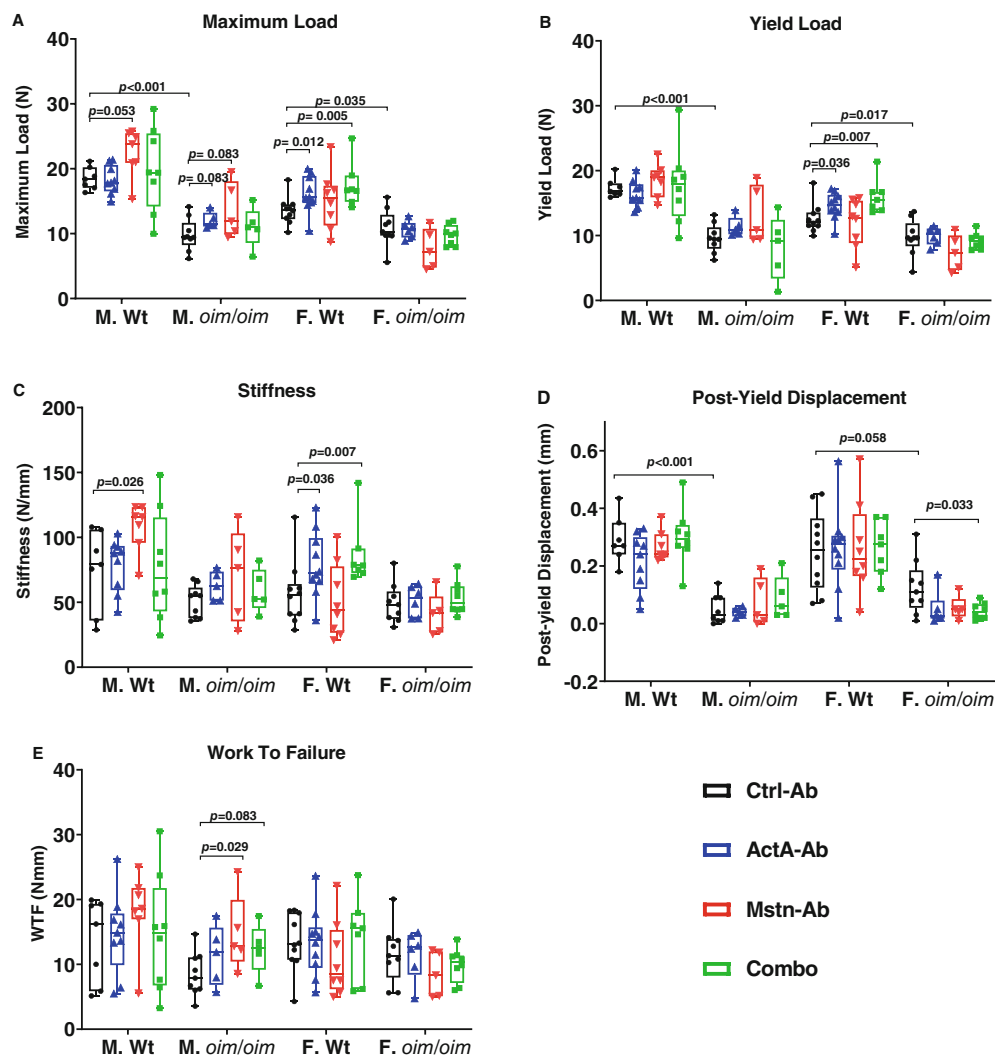 A
Maximum Load
Maximum Load (N)
40
30
20
10
0
p<0.001
p=0.053
p= 0.083
p= 0.083
p= 0.035
p= 0.005
p= 0.012
M. Wt
M. oim/oim
F. Wt
F. oim/oim
B
Yield Load
Yield Load (N)
40
30
20
10
0
p<0.001
p=0.017
p=0.007
p=0.036
M. Wt
M. oim/oim
F. Wt
F. oim/oim
C
Stiffness
Stiffness (N/mm)
200
150
100
50
0
p=0.026
p=0.007
p=0.036
M. Wt
M. oim/oim
F. Wt
F. oim/oim
D
Post-Yield Displacement
Post-yield Displacement (mm)
0.6
0.4
0.2
0.0
-0.2
p<0.001
p=0.058
p=0.033
M. Wt
M. oim/oim
F. Wt
F. oim/oim
E
Work To Failure
WTF (Nmm)
40
30
20
10
0
p=0.083
p=0.029
M. Wt
M. oim/oim
F. Wt
F. oim/oim
Ctrl-Ab
ActA-Ab
Mstn-Ab
Combo